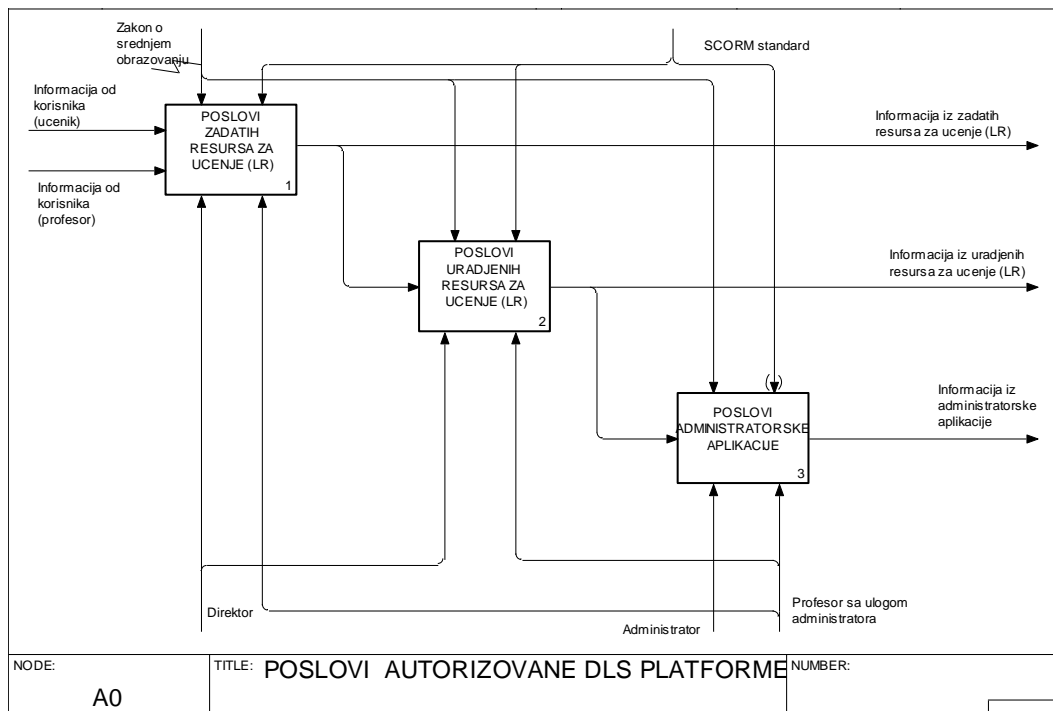 Zakon o
srednjem
obrazovanju
SCORM standard
Informacija od
korisnika
(ucenik)
POSLOVI
ZADATIH
RESURSA ZA
UCENJE (LR)
1
Informacija iz zadatih
resursa za ucenje (LR)
Informacija od
korisnika
(profesor)
POSLOVI
URADJENIH
RESURSA ZA
UCENJE (LR)
2
Informacija iz uradjenih
resursa za ucenje (LR)
POSLOVI
ADMINISTRATORSKE
APLIKACIJE
3
Informacija iz
administratorske
aplikacije
Direktor
Administrator
Profesor sa ulogom
administratora
NODE:
A0
TITLE: POSLOVI AUTORIZOVANE DLS PLATFORME
NUMBER: